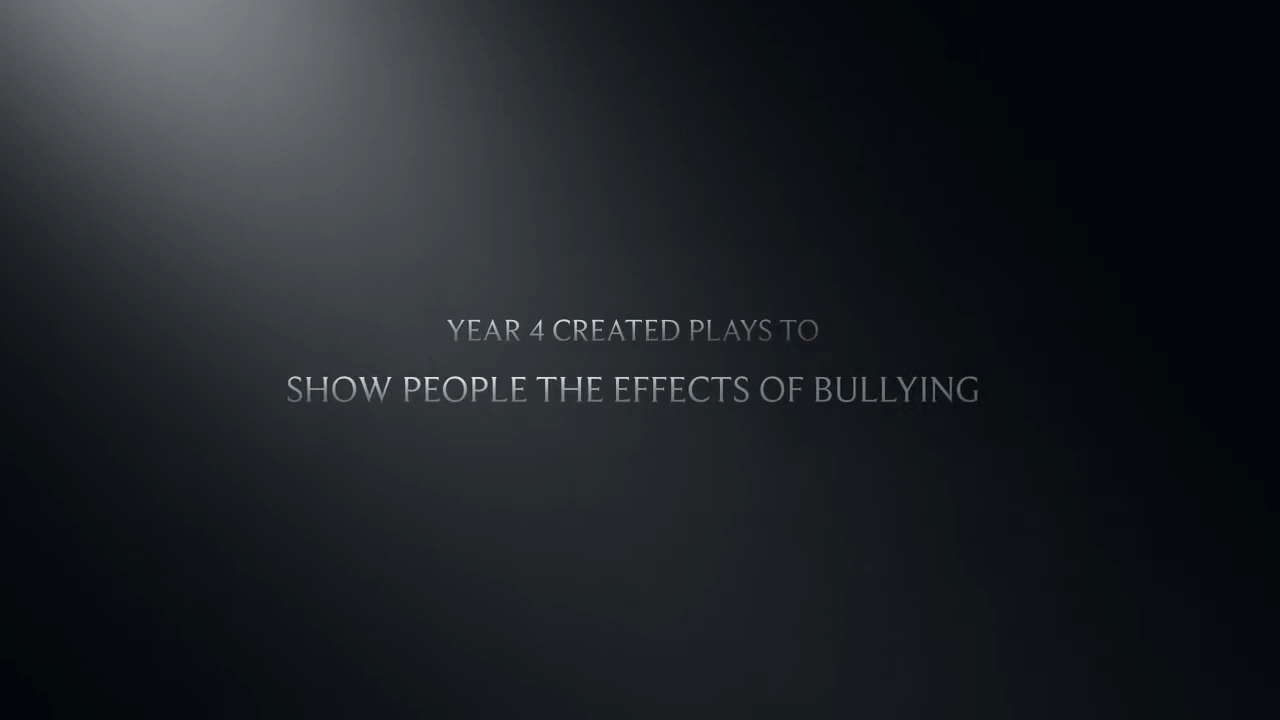 YEAR 4 CREATED PLAYS TO
SHOW PEOPLE THE EFFECTS OF BULLYING